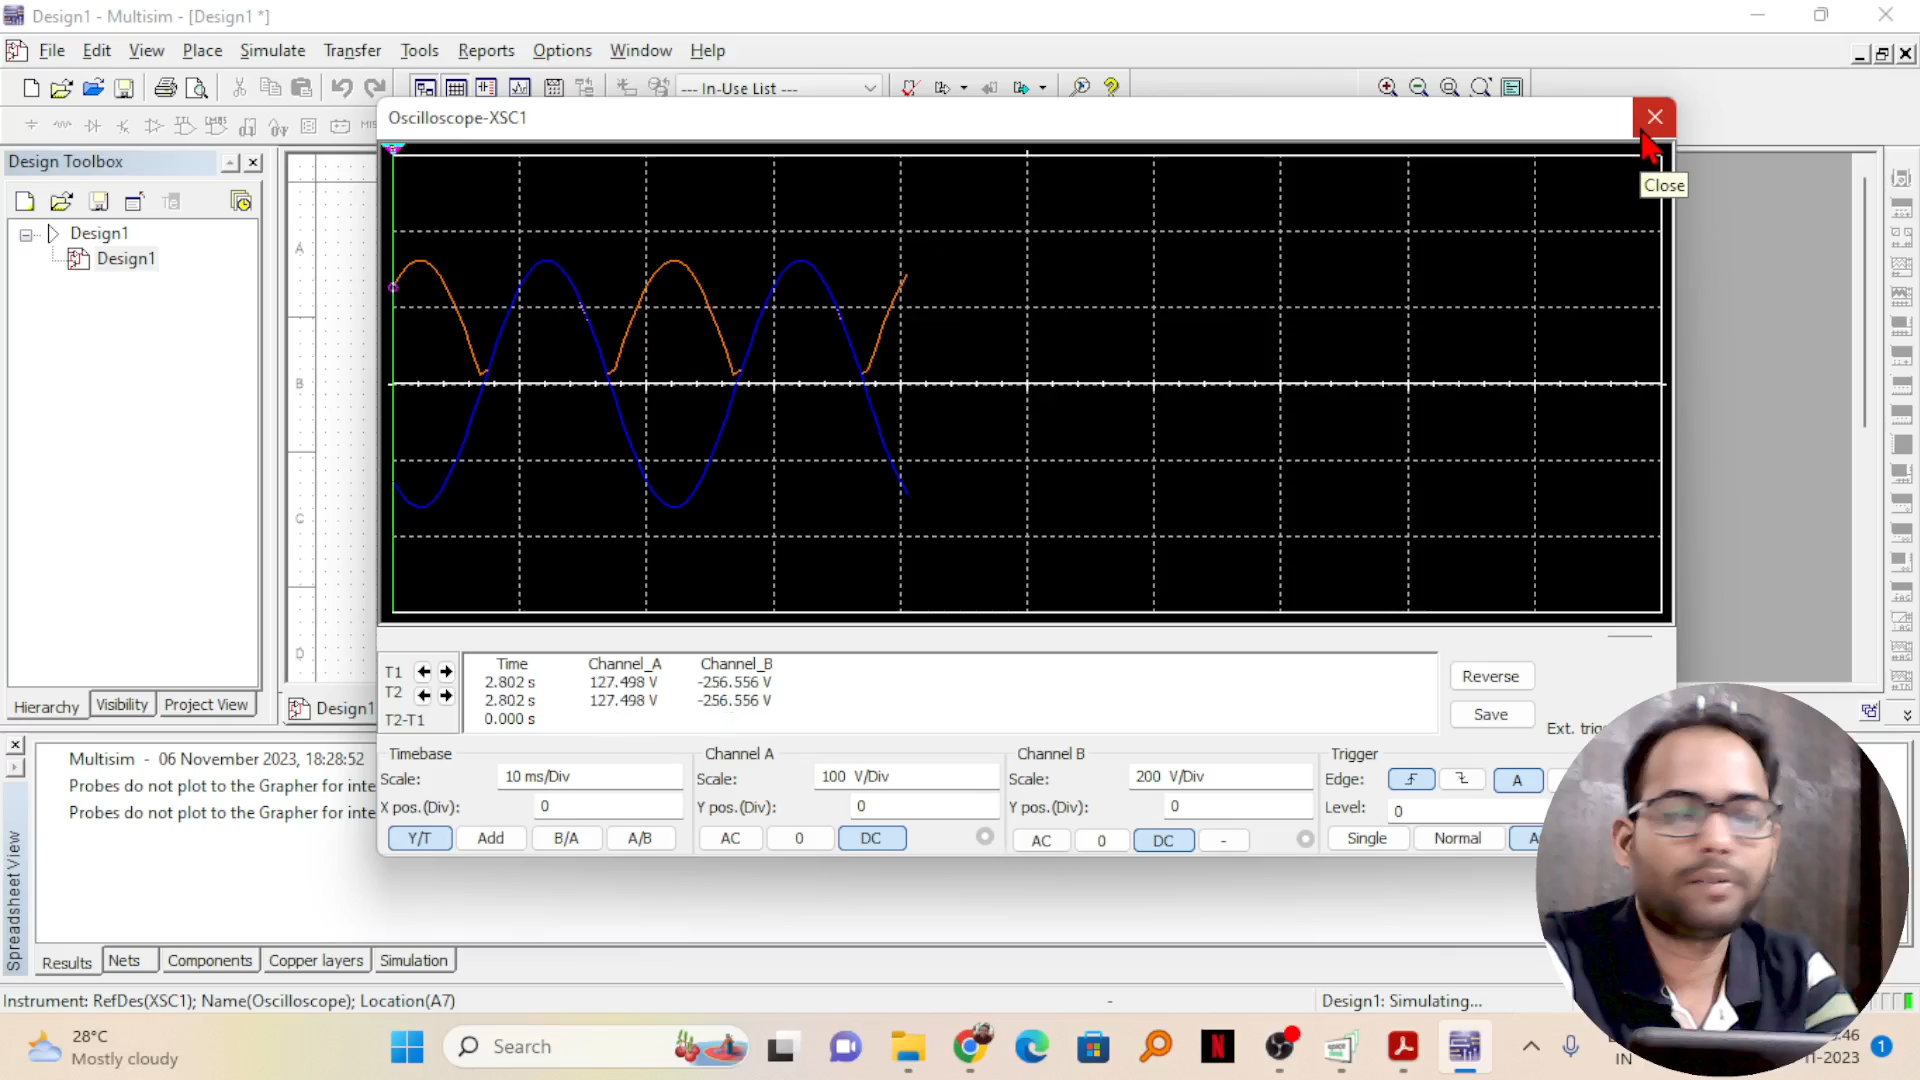 Design1 - Multisim - [Design1 *]
File Edit View Place Simulate Transfer Tools Reports Options Window Help
--- In-Use List ---
Oscilloscope-XSC1
Close
Design Toolbox
Design1
Design1
A
B
C
D
Hierarchy Visibility Project View
Design1
T1
T2
T2-T1
Time Channel_A Channel_B
2.802 s 127.498 V -256.556 V
2.802 s 127.498 V -256.556 V
0.000 s
Reverse
Save
Ext. trig
Timebase
Scale: 10 ms/Div
X pos.(Div): 0
Y/T Add B/A A/B
Channel A
Scale: 100 V/Div
Y pos.(Div): 0
AC 0 DC
Channel B
Scale: 200 V/Div
Y pos.(Div): 0
AC 0 DC -
Trigger
Edge: A
Level: 0
Single Normal A
Multisim - 06 November 2023, 18:28:52
Probes do not plot to the Grapher for inte
Probes do not plot to the Grapher for inte
Spreadsheet View
Results Nets Components Copper layers Simulation
Instrument: RefDes(XSC1); Name(Oscilloscope); Location(A7)
-
Design1: Simulating...
28°C
Mostly cloudy
Search
IN
:46
11-2023
1